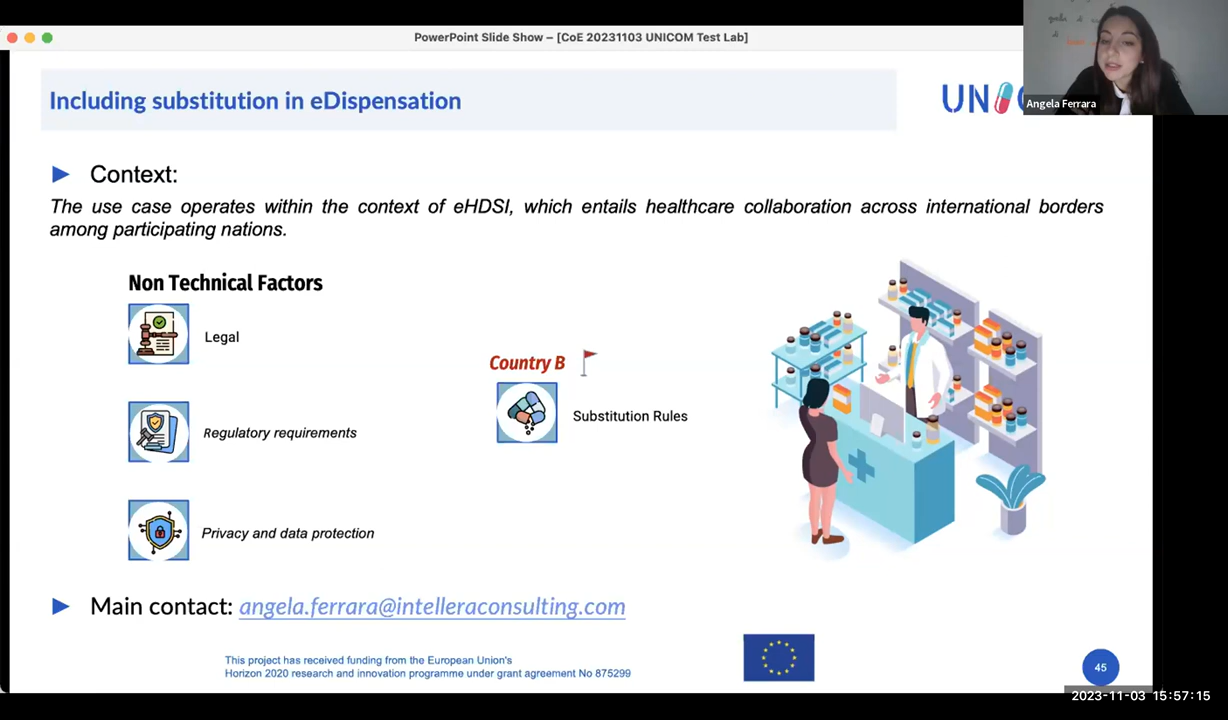 PowerPoint Slide Show – [CoE 20231103 UNICOM Test Lab]
Including substitution in eDispensation
UNIC
Angela Ferrara
Context:
The use case operates within the context of eHDSI, which entails healthcare collaboration across international borders
among participating nations.
Non Technical Factors
Legal
Country B
Substitution Rules
Regulatory requirements
Privacy and data protection
Main contact: angela.ferrara@intelleraconsulting.com
This project has received funding from the European Union's
Horizon 2020 research and innovation programme under grant agreement No 875299
45
2023-11-03 15:57:15